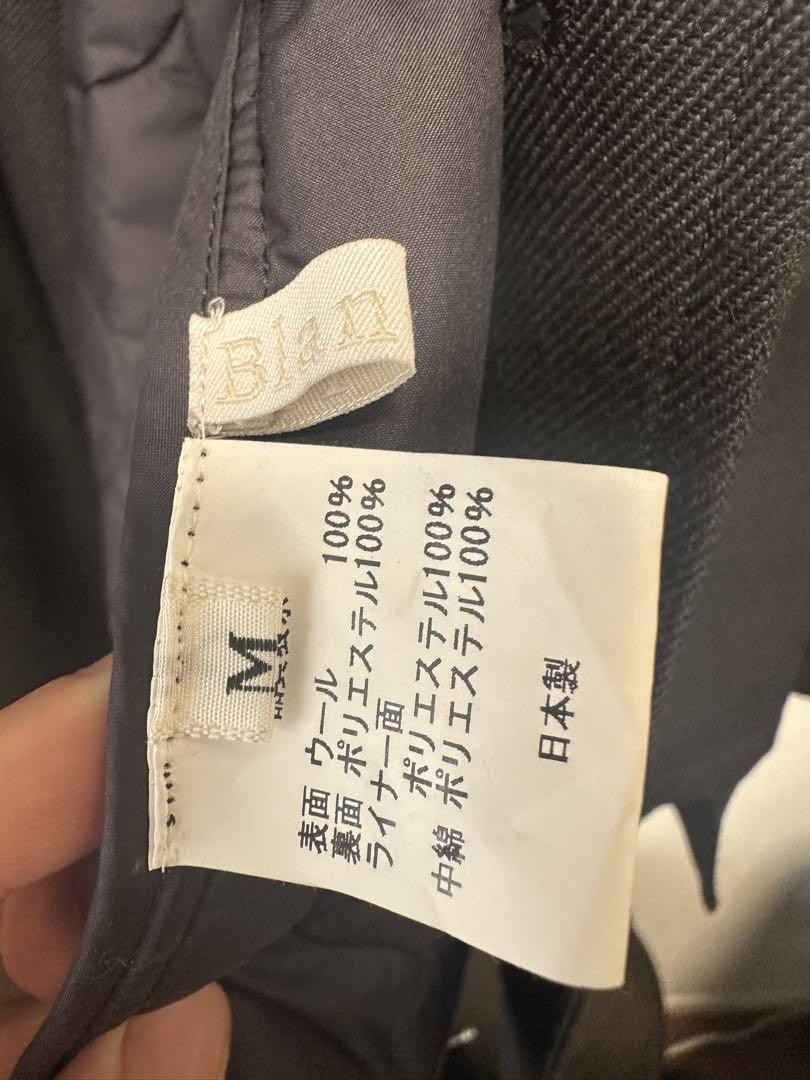 Blan
M
表面 ウール 100%
裏面 ポリエステル100%
ライナー面
ポリエステル100%
中綿 ポリエステル100%
日本製